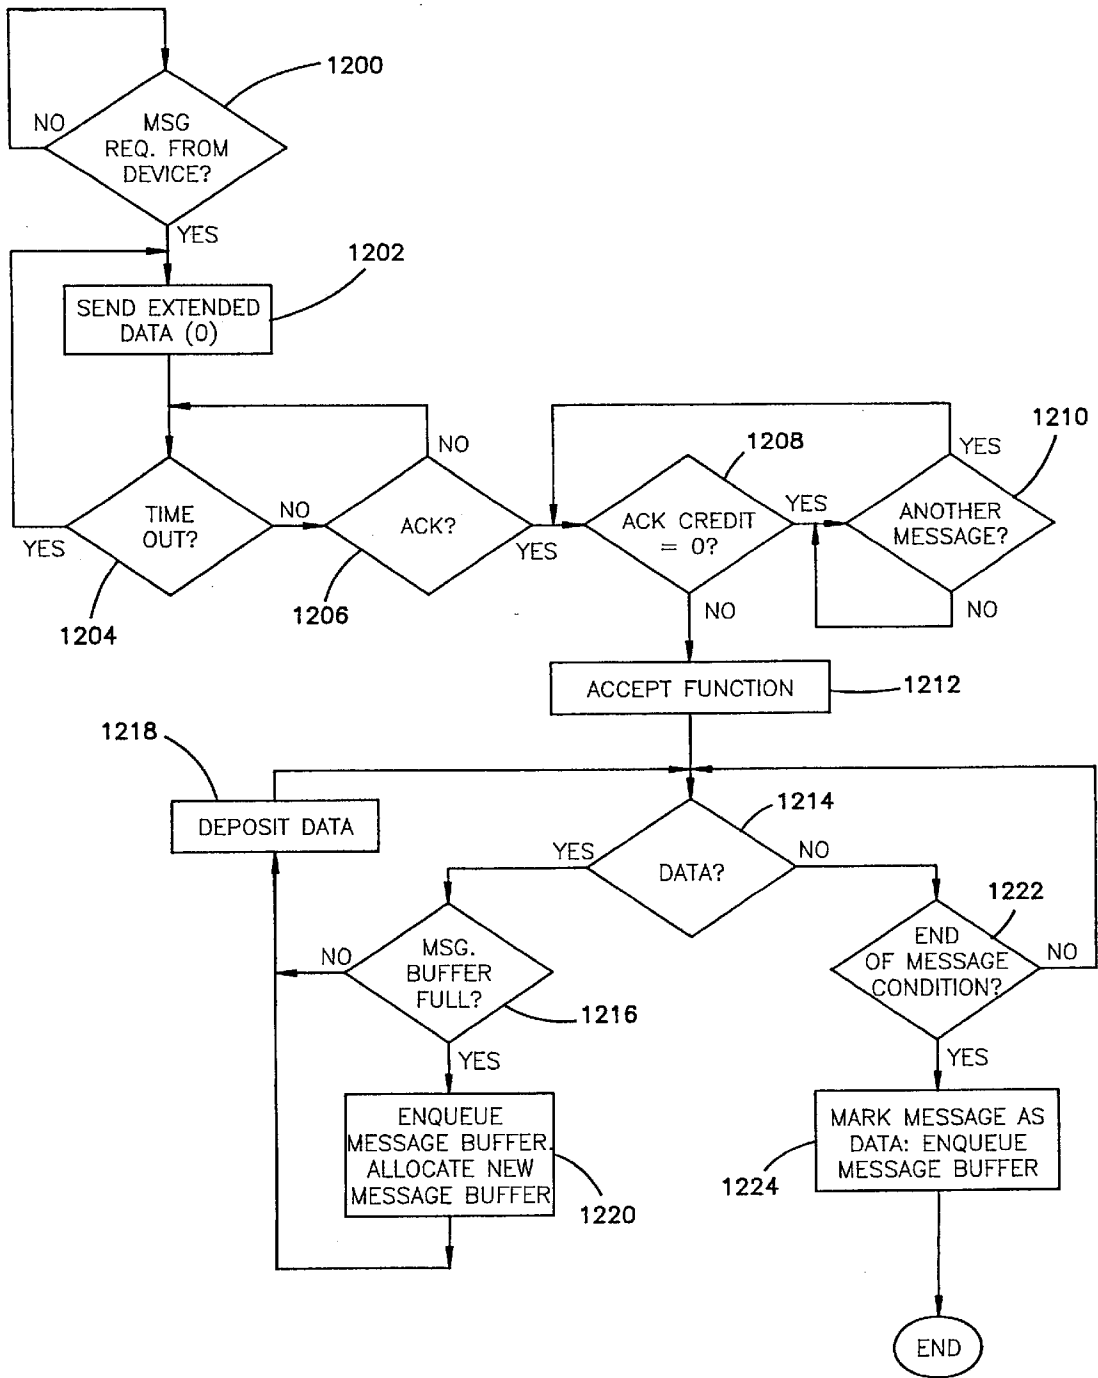 1200
NO
MSG
REQ. FROM
DEVICE?
YES
1202
SEND EXTENDED
DATA (0)
NO
1208
YES
1210
TIME
OUT?
YES
NO
ACK?
YES
ACK CREDIT
= 0?
YES
ANOTHER
MESSAGE?
NO
1204
1206
NO
ACCEPT FUNCTION
1212
1218
DEPOSIT DATA
1214
YES
DATA?
NO
1222
NO
MSG.
BUFFER
FULL?
1216
END
OF MESSAGE
CONDITION?
NO
YES
YES
ENQUEUE
MESSAGE BUFFER.
ALLOCATE NEW
MESSAGE BUFFER
1220
MARK MESSAGE AS
DATA: ENQUEUE
MESSAGE BUFFER
1224
END